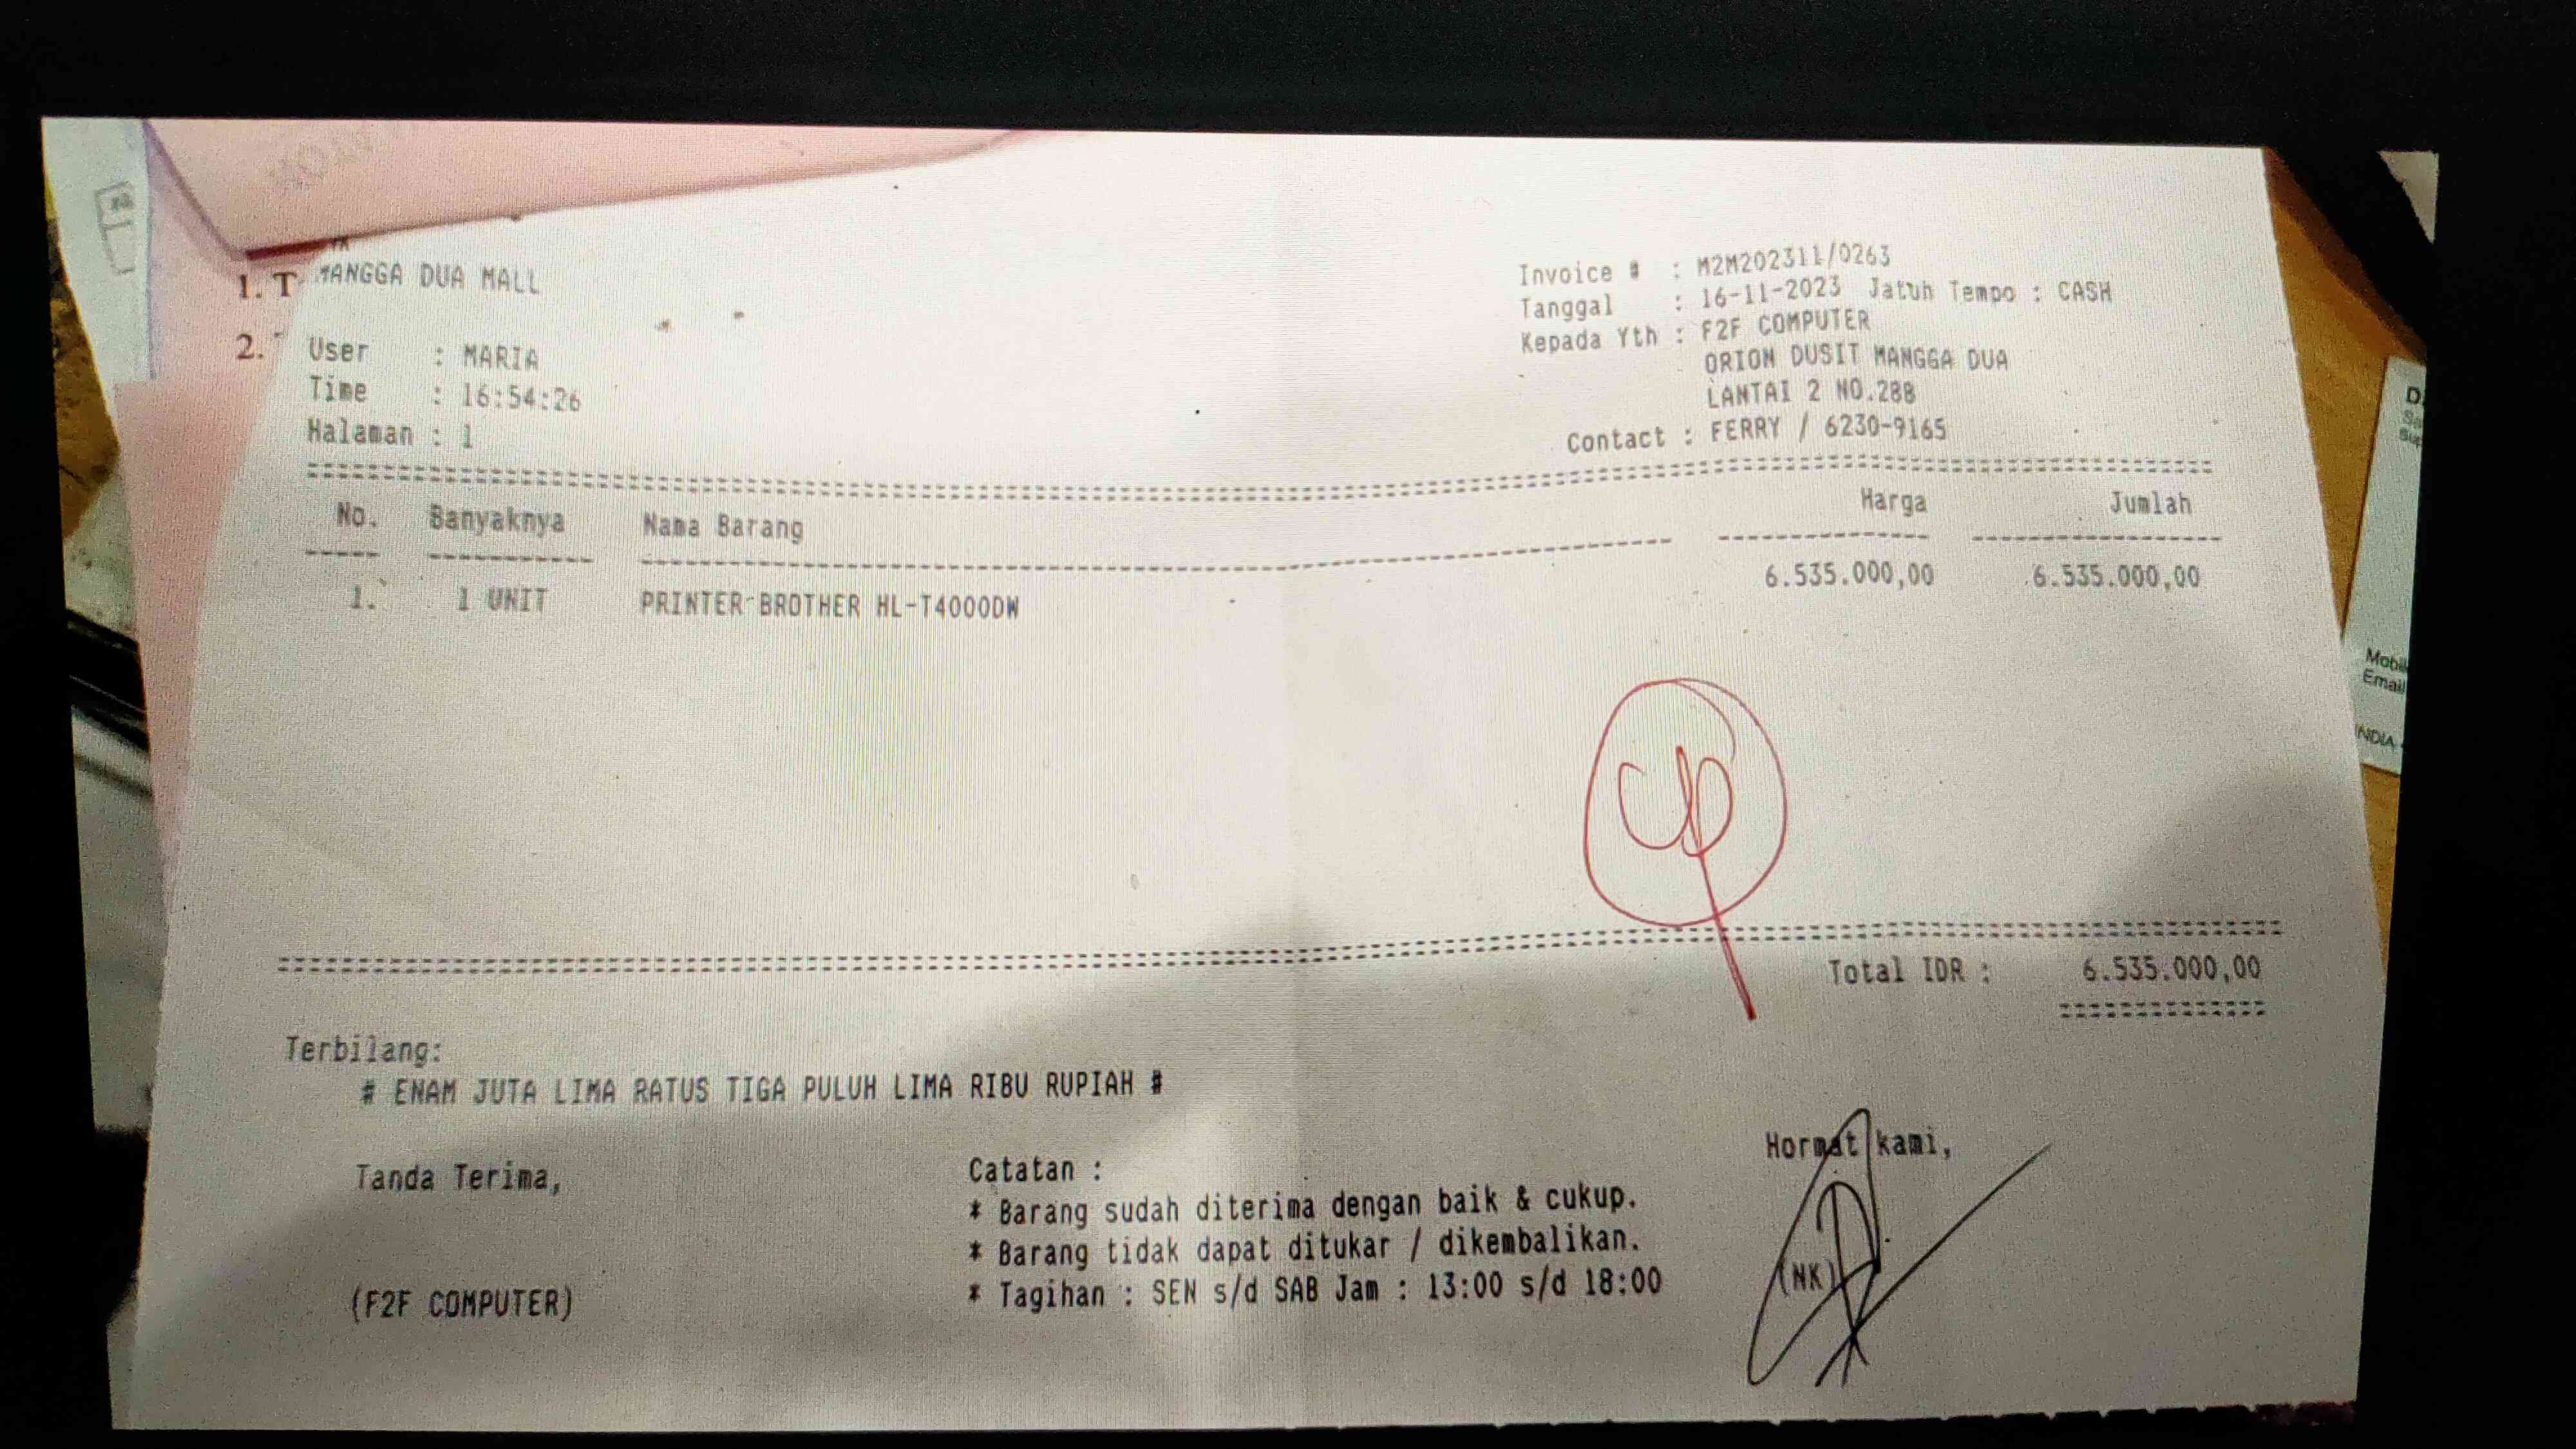 1. T
MANGGA DUA MALL
2.
User : MARIA
Time : 16:54:26
Halaman : 1
Invoice # : M2M202311/0263
Tanggal : 16-11-2023 Jatuh Tempo : CASH
Kepada Yth : F2F COMPUTER
ORION DUSIT MANGGA DUA
LANTAI 2 NO.288
Contact : FERRY / 6230-9165
No. Banyaknya Nama Barang Harga Jumlah
1. 1 UNIT PRINTER BROTHER HL-T4000DW 6.535.000,00 6.535.000,00
Total IDR : 6.535.000,00
Terbilang:
# ENAM JUTA LIMA RATUS TIGA PULUH LIMA RIBU RUPIAH #
Tanda Terima,
(F2F COMPUTER)
Catatan :
* Barang sudah diterima dengan baik & cukup.
* Barang tidak dapat ditukar / dikembalikan.
* Tagihan : SEN s/d SAB Jam : 13:00 s/d 18:00
Hormat kami,
(NK)
Email